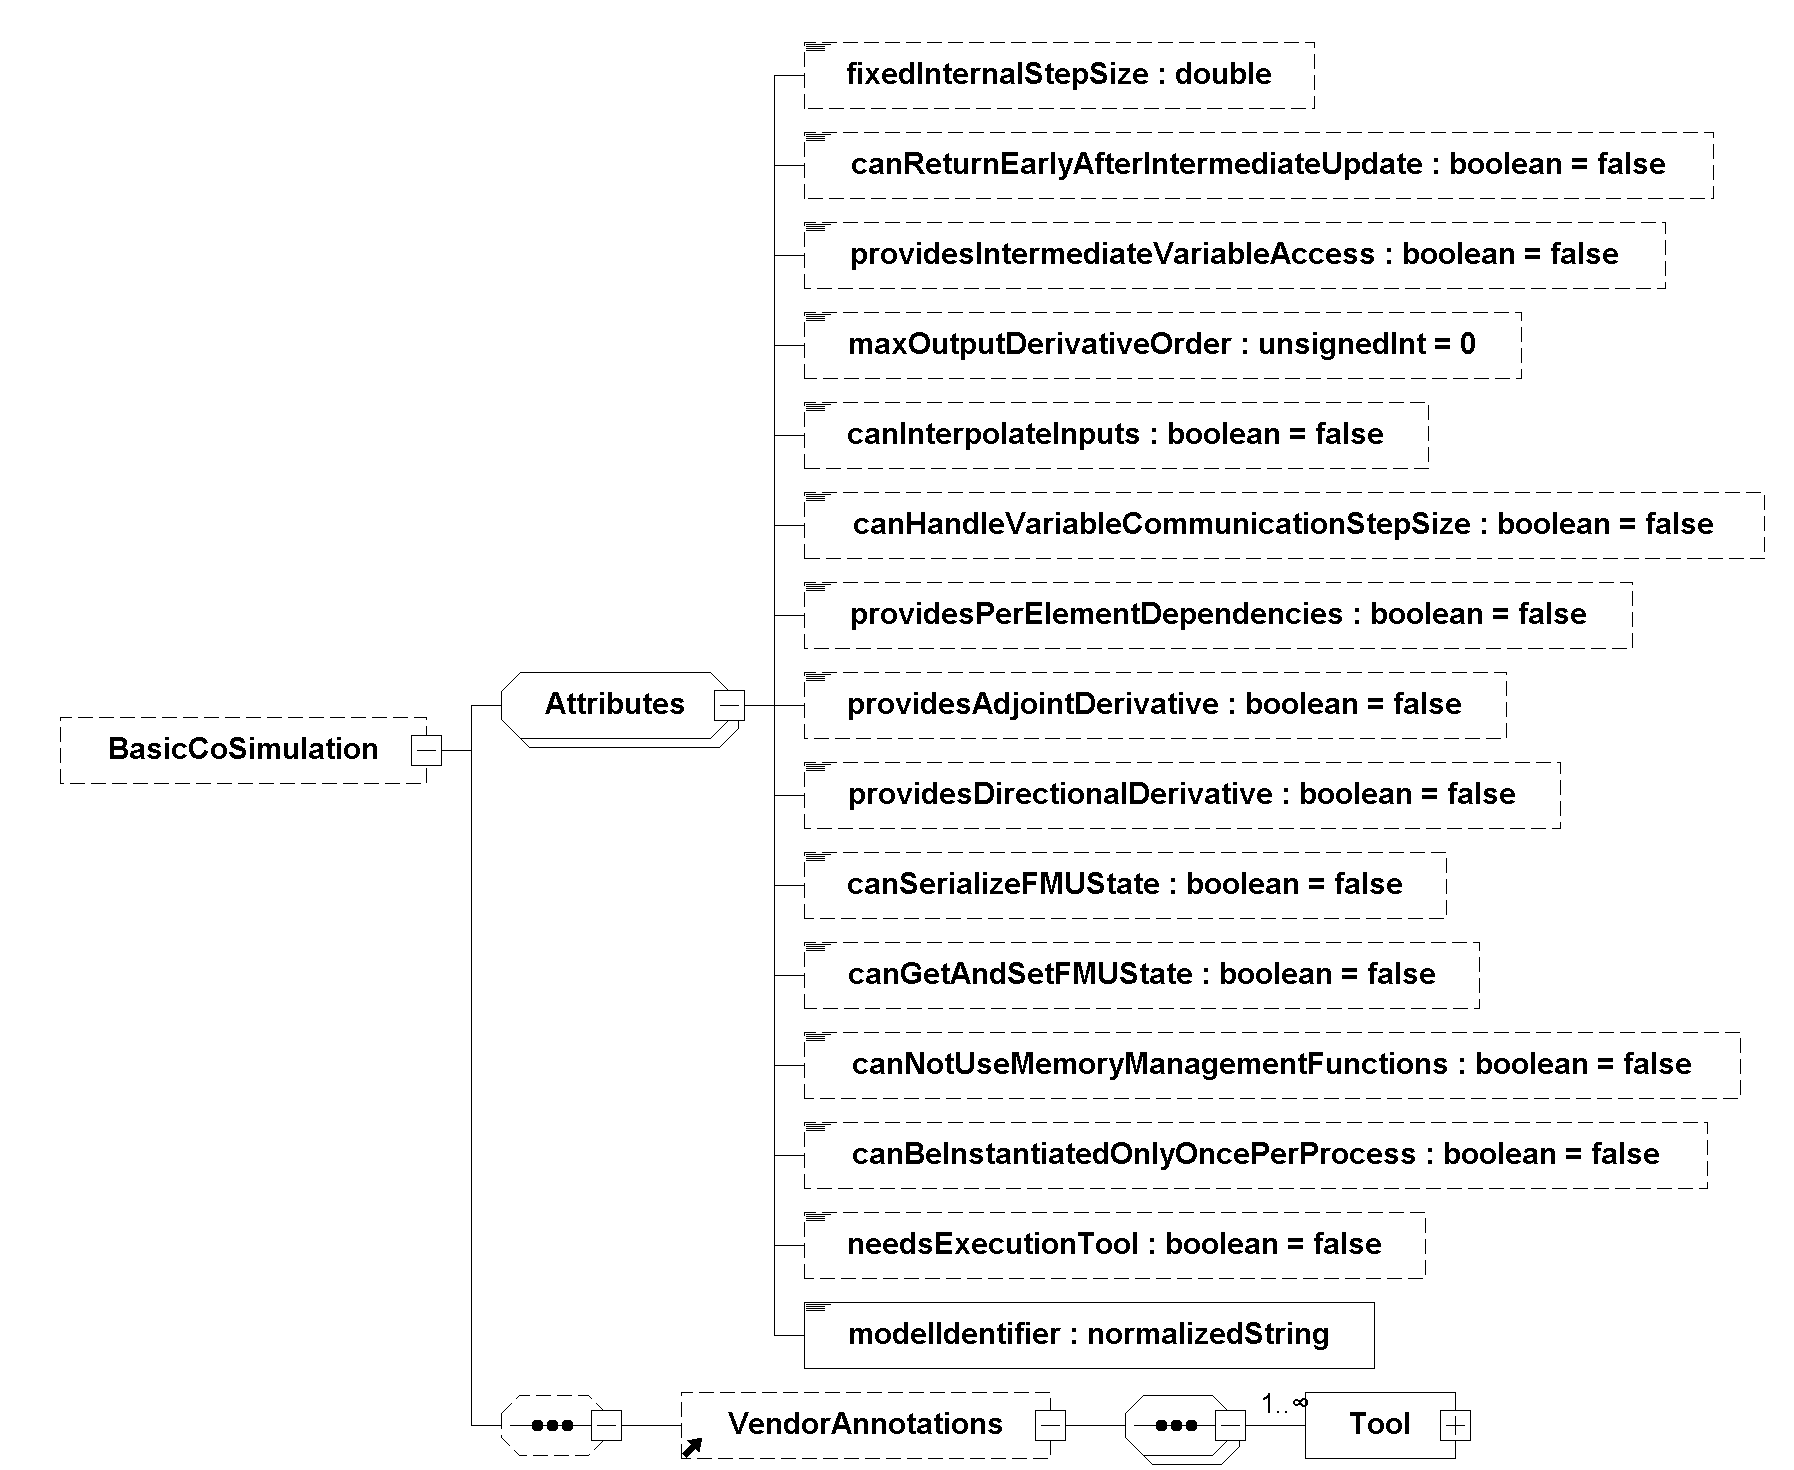 fixedInternalStepSize : double
canReturnEarlyAfterIntermediateUpdate : boolean = false
providesIntermediateVariableAccess : boolean = false
maxOutputDerivativeOrder : unsignedInt = 0
canInterpolateInputs : boolean = false
canHandleVariableCommunicationStepSize : boolean = false
providesPerElementDependencies : boolean = false
Attributes
providesAdjointDerivative : boolean = false
BasicCoSimulation
providesDirectionalDerivative : boolean = false
canSerializeFMUState : boolean = false
canGetAndSetFMUState : boolean = false
canNotUseMemoryManagementFunctions : boolean = false
canBeInstantiatedOnlyOncePerProcess : boolean = false
needsExecutionTool : boolean = false
modelIdentifier : normalizedString
VendorAnnotations
1..∞
Tool